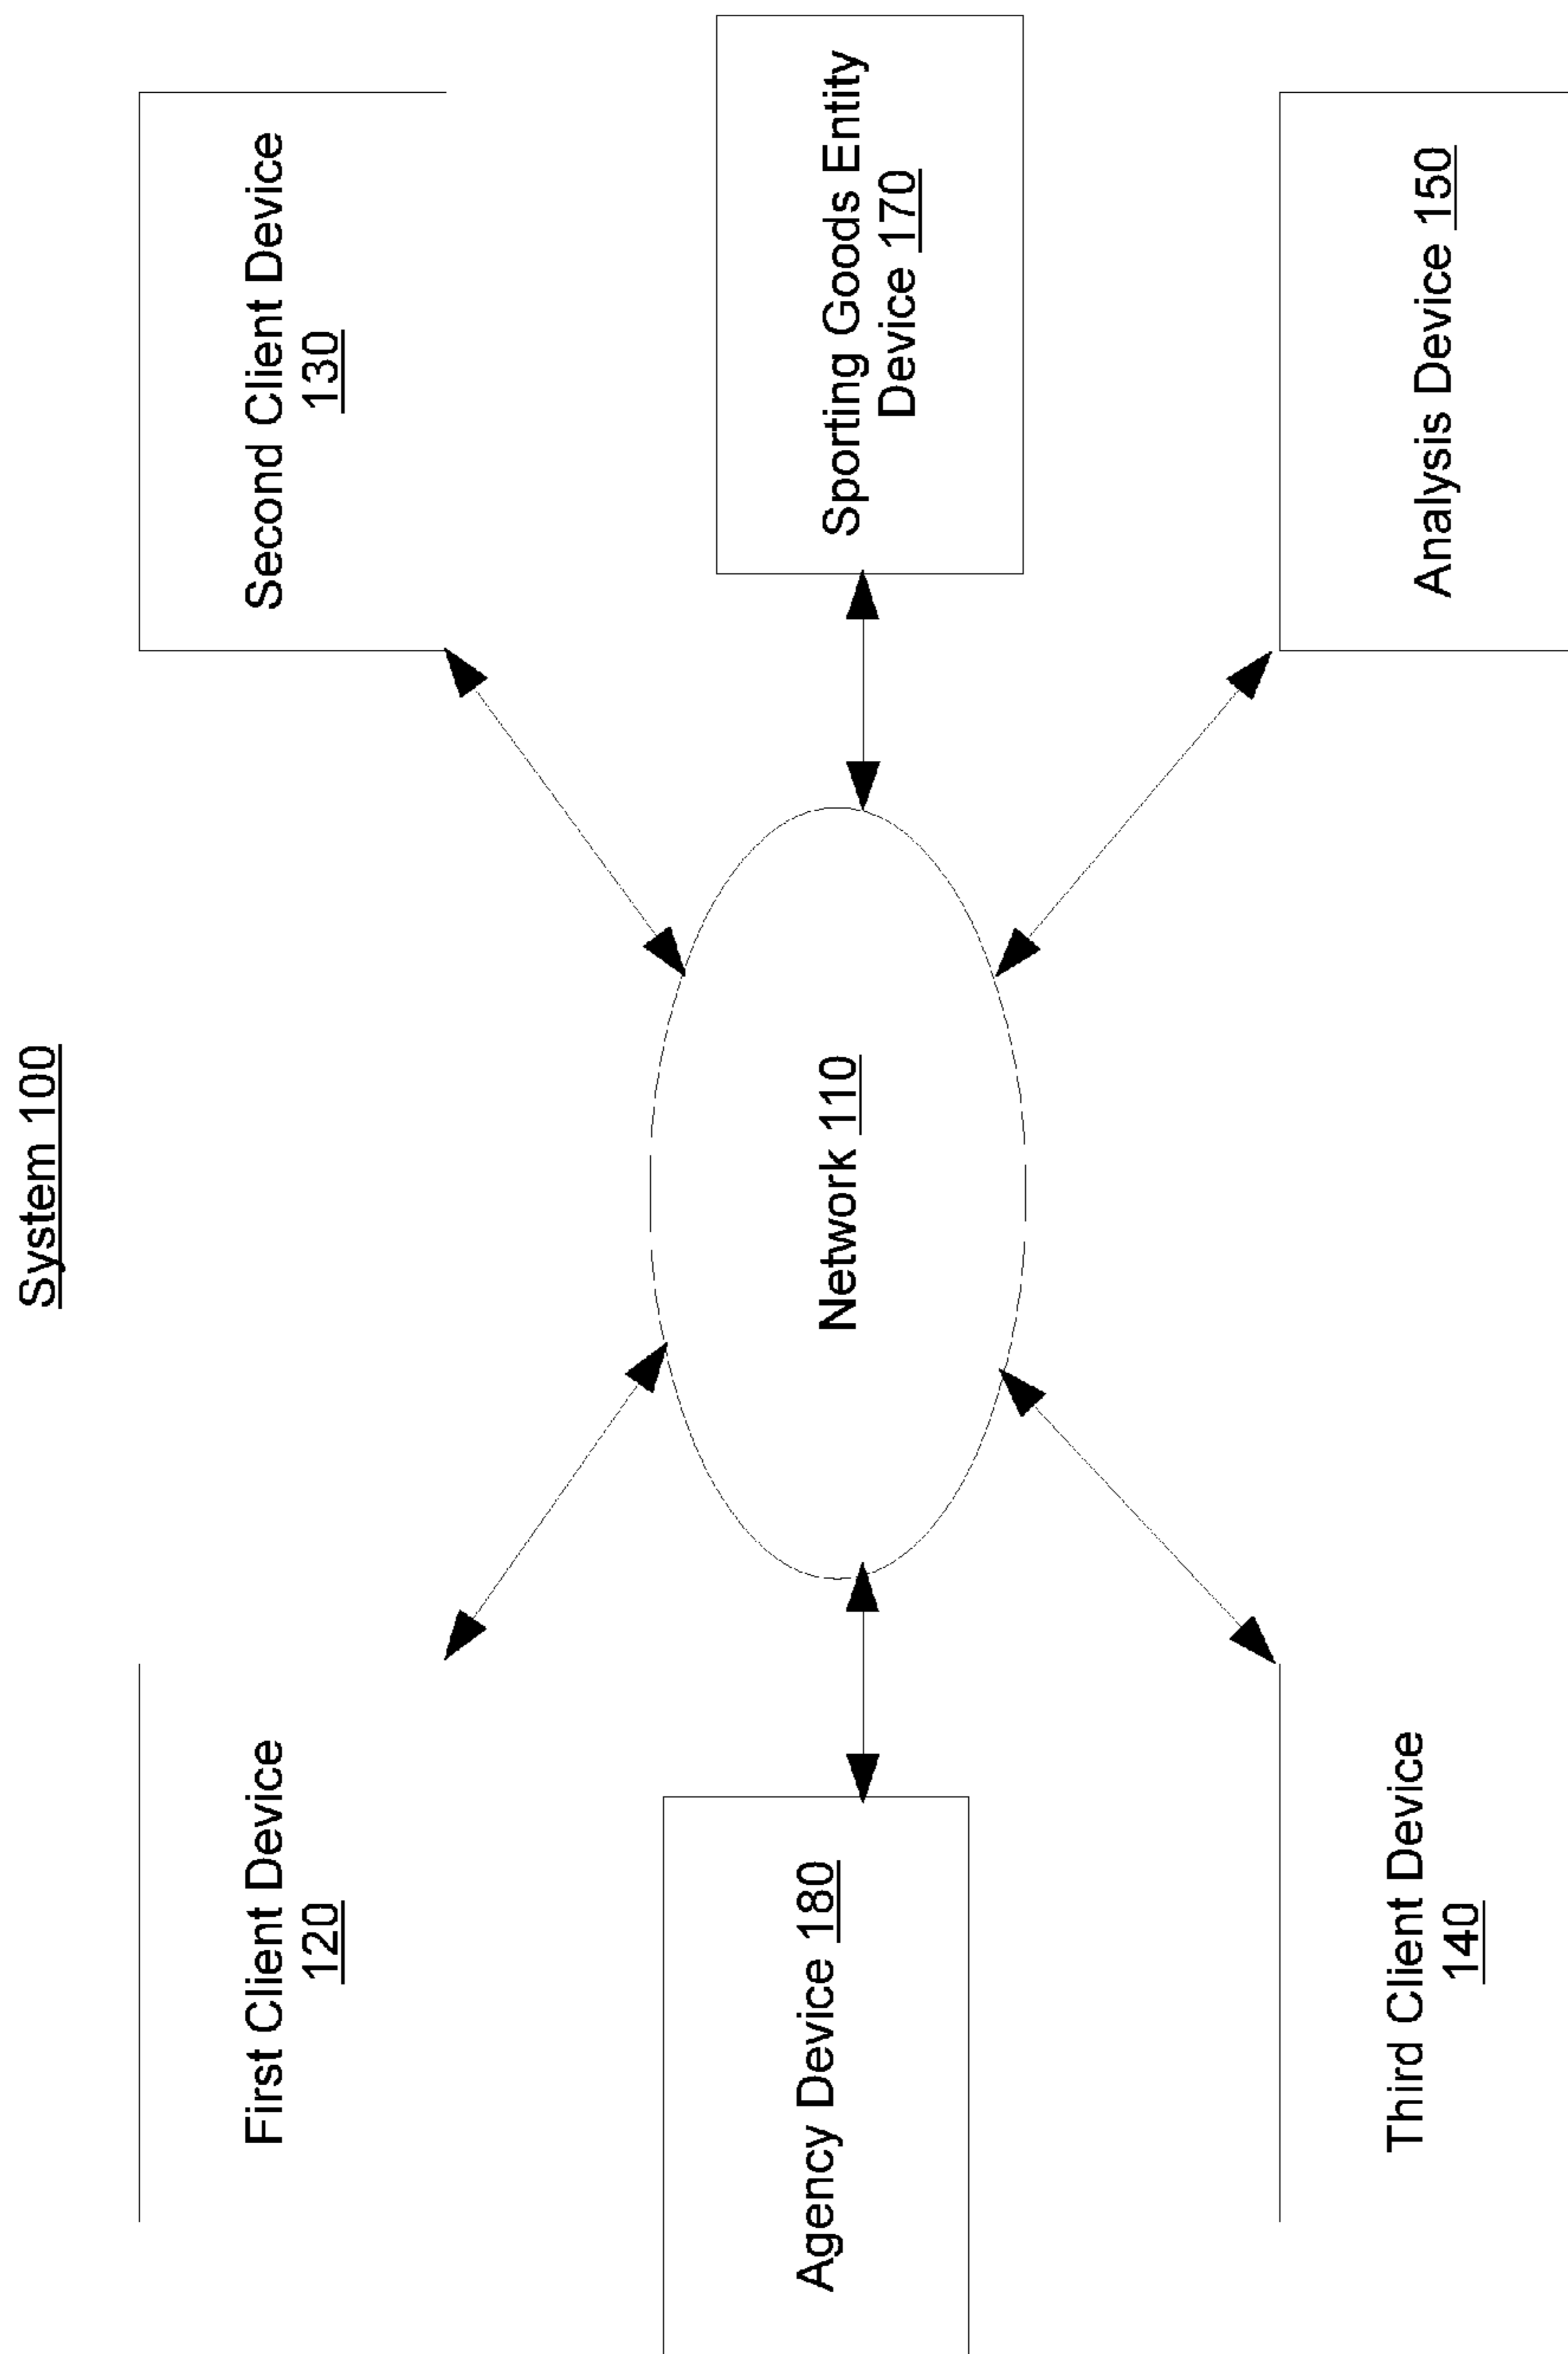 System 100
First Client Device
120
Second Client Device
130
Agency Device 180
Network 110
Sporting Goods Entity
Device 170
Third Client Device
140
Analysis Device 150